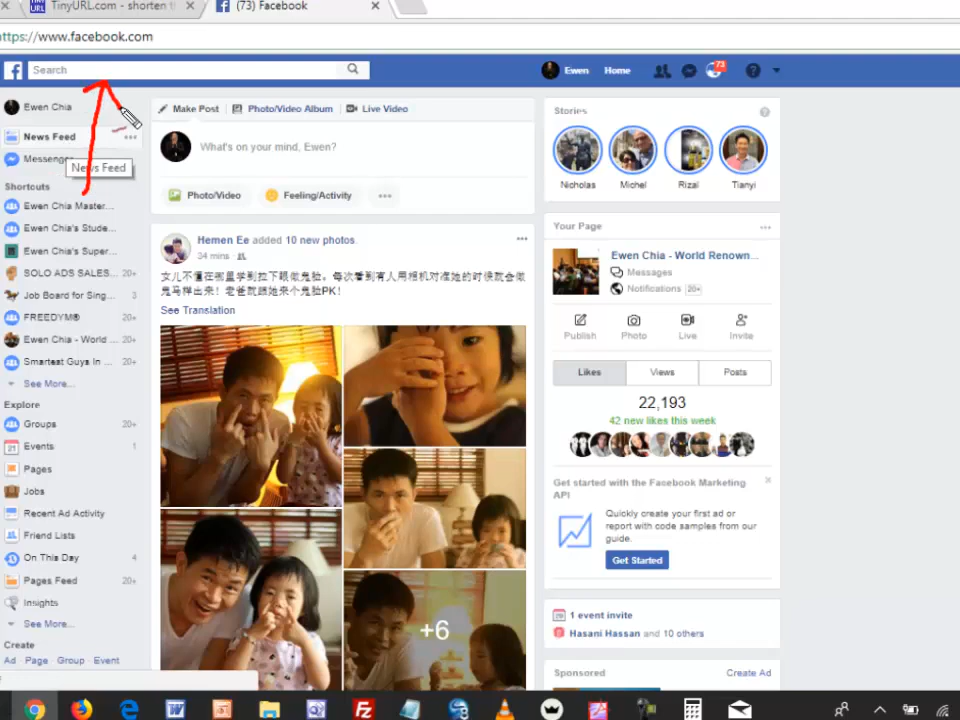 TinyURL.com - shorten t
(73) Facebook
https://www.facebook.com
Search
Ewen
Home
73
Ewen Chia
News Feed
Messenger
News Feed
Shortcuts
Ewen Chia Master...
Ewen Chia's Stude...
Ewen Chia's Super...
SOLO ADS SALES... 20+
Job Board for Sing... 3
FREEDYM® 20+
Ewen Chia - World ... 20+
Smartest Guys In ... 20+
See More...
Explore
Groups 20+
Events 1
Pages
Jobs
Recent Ad Activity
Friend Lists
On This Day 4
Pages Feed 20+
Insights
See More...
Create
Ad Page Group Event
Make Post Photo/Video Album Live Video
What's on your mind, Ewen?
Photo/Video Feeling/Activity
Hemen Ee added 10 new photos.
34 mins
女儿不懂在哪里学到拉下眼做鬼脸。每次看到有人用相机对准她的时候就会做
鬼马样出来！老爸就跟她来个鬼脸PK！
See Translation
+6
Stories
Nicholas Michel Rizal Tianyi
Your Page
Ewen Chia - World Renown...
Messages
Notifications 20+
Publish Photo Live Invite
Likes Views Posts
22,193
42 new likes this week
Get started with the Facebook Marketing
API
Quickly create your first ad or
report with code samples from our
guide.
Get Started
1 event invite
Hasani Hassan and 10 others
Sponsored Create Ad